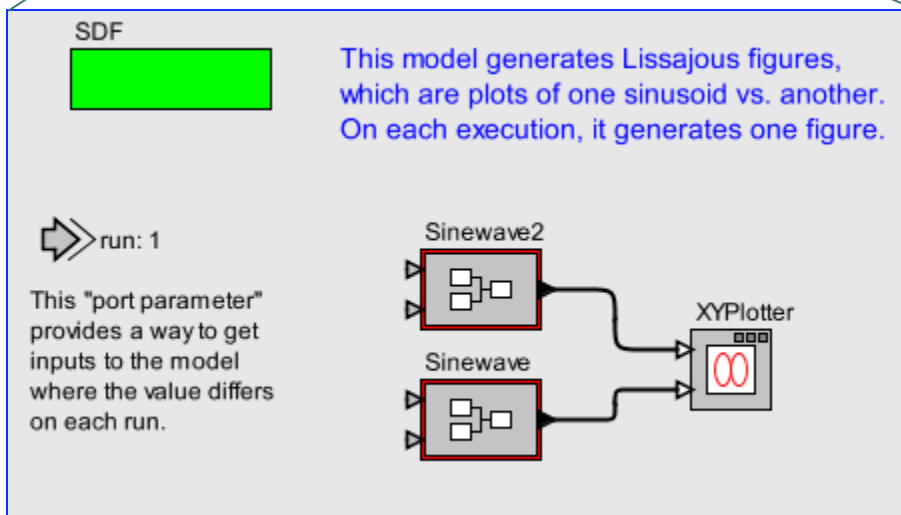 SDF
This model generates Lissajous figures,
which are plots of one sinusoid vs. another.
On each execution, it generates one figure.
run: 1
This "port parameter"
provides a way to get
inputs to the model
where the value differs
on each run.
Sinewave2
XYPlotter
Sinewave